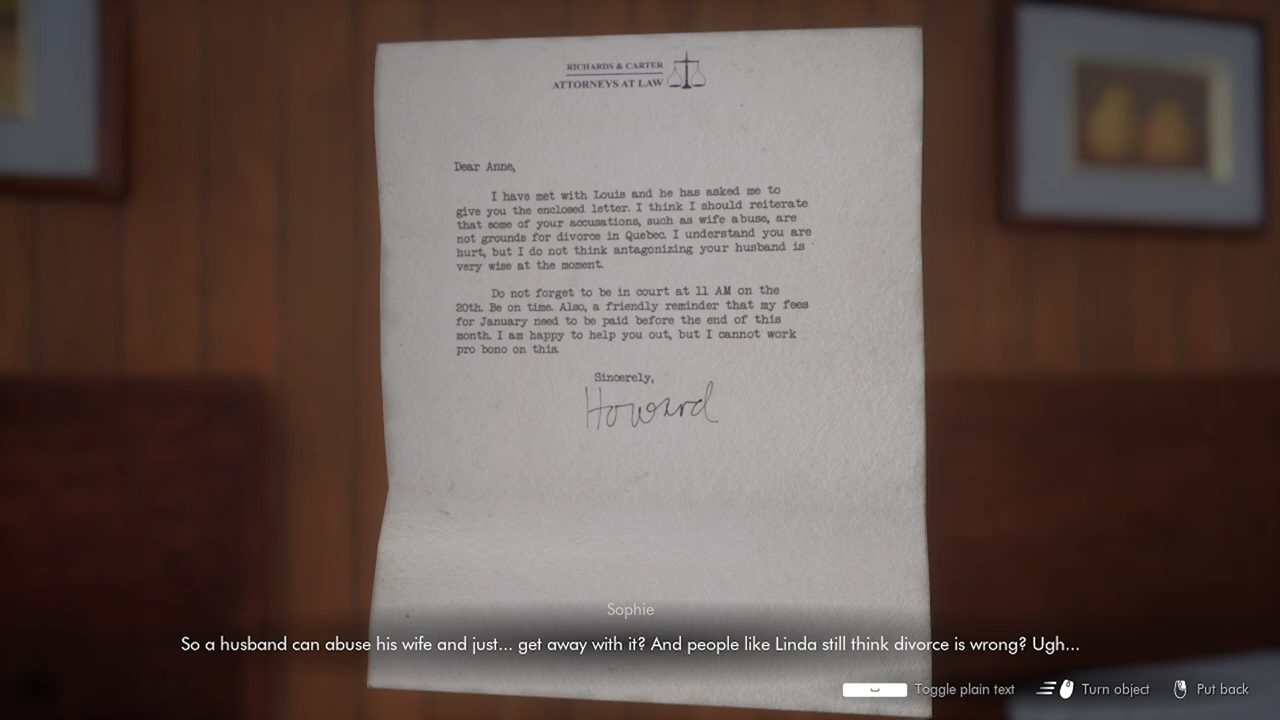 RICHARDS & CARTER
ATTORNEYS AT LAW
Dear Anne,
I have met with Louis and he has asked me to
give you the enclosed letter. I think I should reiterate
that some of your accusations, such as wife abuse, are
not grounds for divorce in Quebec. I understand you are
hurt, but I do not think antagonizing your husband is
very wise at the moment.
Do not forget to be in court at 11 AM on the
20th. Be on time. Also, a friendly reminder that my fees
for January need to be paid before the end of this
month. I am happy to help you out, but I cannot work
pro bono on this.
Sincerely,
Howard
Sophie
So a husband can abuse his wife and just... get away with it? And people like Linda still think divorce is wrong? Ugh...
Toggle plain text
Turn object
Put back